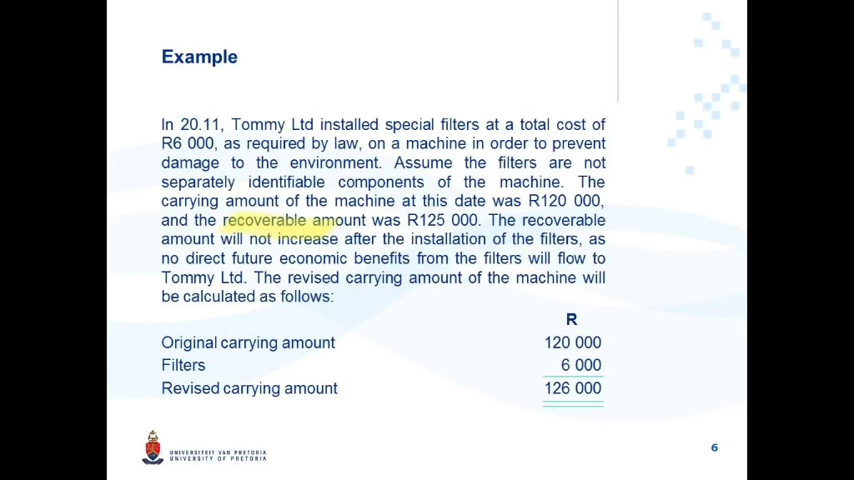 Example
In 20.11, Tommy Ltd installed special filters at a total cost of
R6 000, as required by law, on a machine in order to prevent
damage to the environment. Assume the filters are not
separately identifiable components of the machine. The
carrying amount of the machine at this date was R120 000,
and the recoverable amount was R125 000. The recoverable
amount will not increase after the installation of the filters, as
no direct future economic benefits from the filters will flow to
Tommy Ltd. The revised carrying amount of the machine will
be calculated as follows:
R
Original carrying amount 120 000
Filters 6 000
Revised carrying amount 126 000
UNIVERSITEIT VAN PRETORIA
UNIVERSITY OF PRETORIA
6